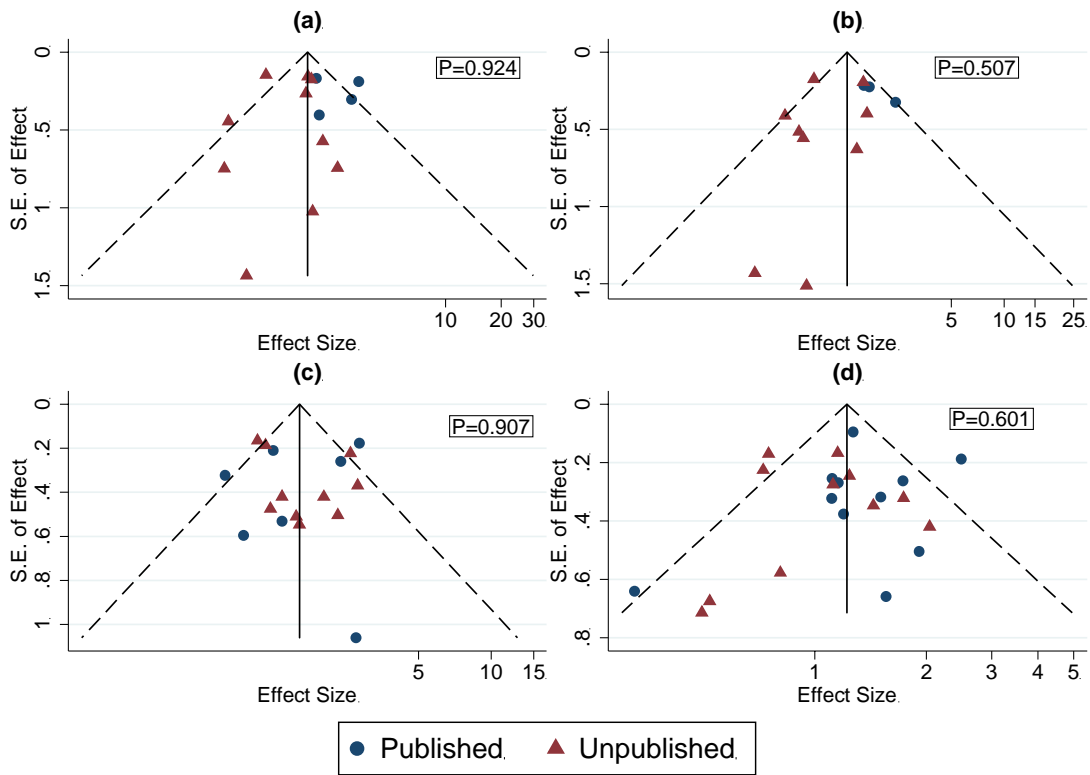 (a)
P=0.924
S.E. of Effect
0
.5
1
1.5
10 20 30
Effect Size
(b)
P=0.507
S.E. of Effect
0
.5
1
1.5
5 10 15 25
Effect Size
(c)
P=0.907
S.E. of Effect
0
.2
.4
.6
.8
1
5 10 15
Effect Size
(d)
P=0.601
S.E. of Effect
0
.2
.4
.6
.8
1 2 3 4 5
Effect Size
Published Unpublished